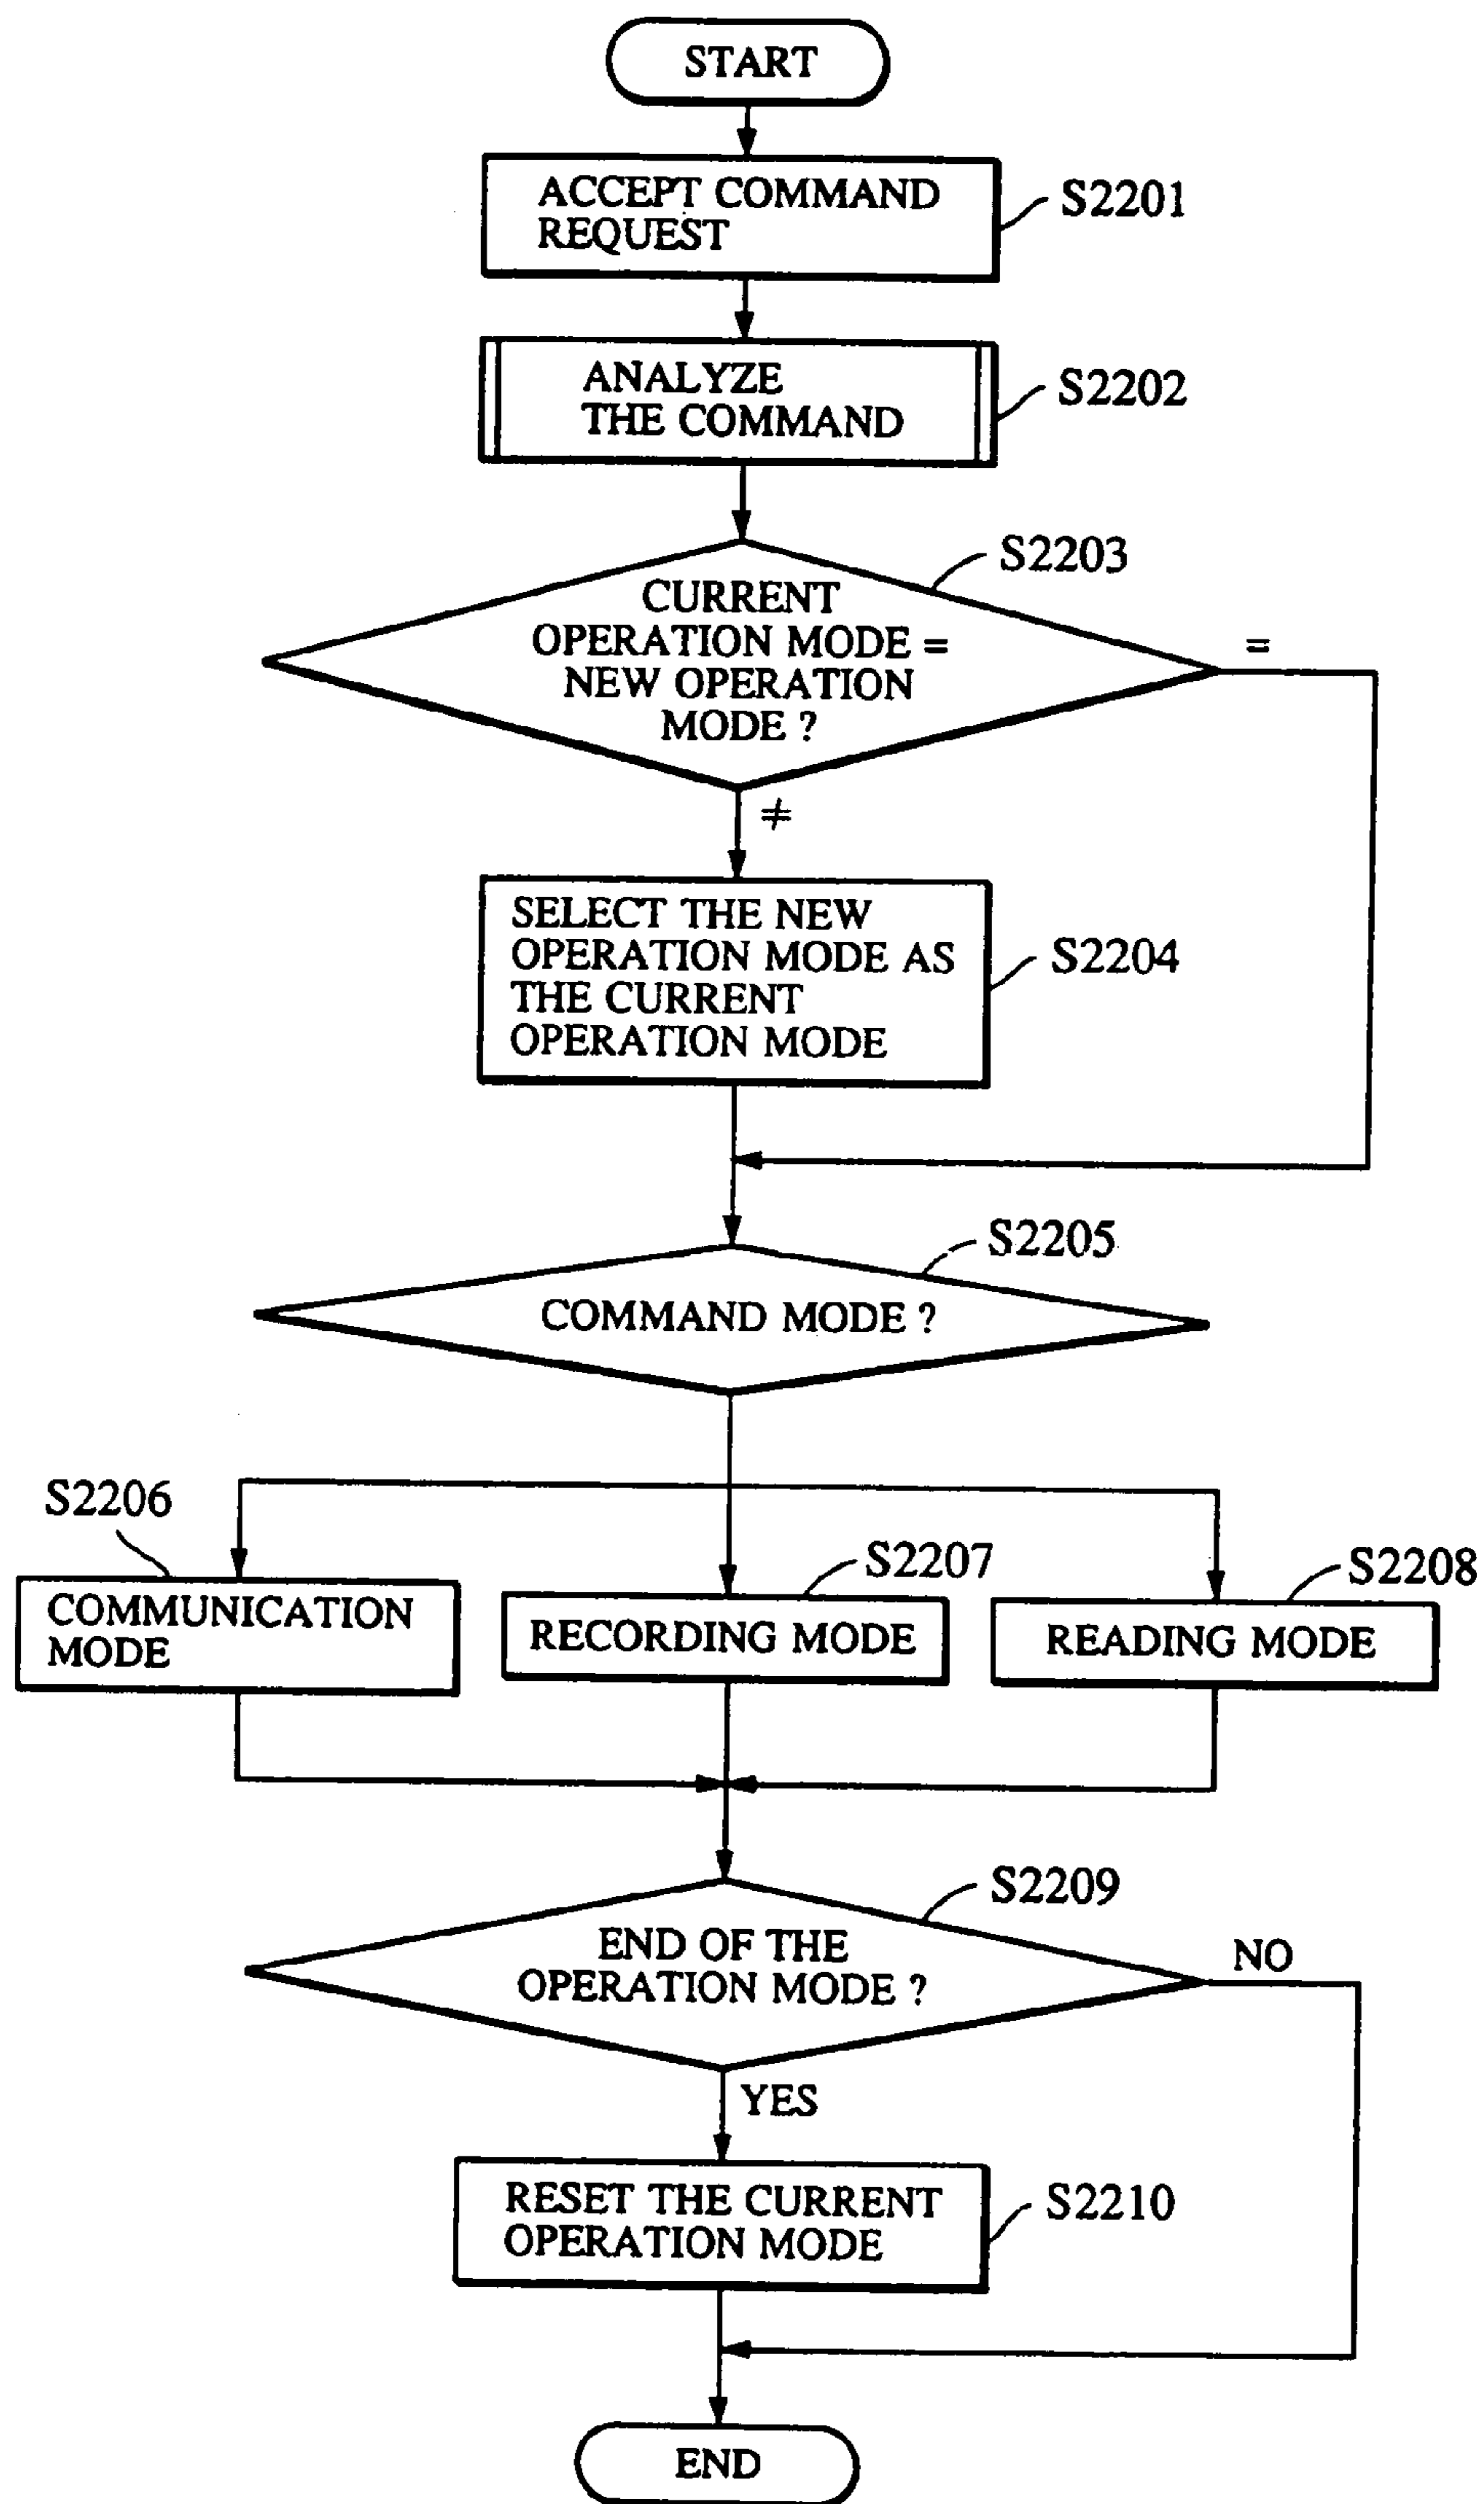 START
ACCEPT COMMAND
REQUEST
S2201
ANALYZE
THE COMMAND
S2202
S2203
CURRENT
OPERATION MODE =
NEW OPERATION
MODE ?
=
≠
SELECT THE NEW
OPERATION MODE AS
THE CURRENT
OPERATION MODE
S2204
S2205
COMMAND MODE ?
S2206
S2207
S2208
COMMUNICATION
MODE
RECORDING MODE
READING MODE
S2209
END OF THE
OPERATION MODE ?
NO
YES
RESET THE CURRENT
OPERATION MODE
S2210
END